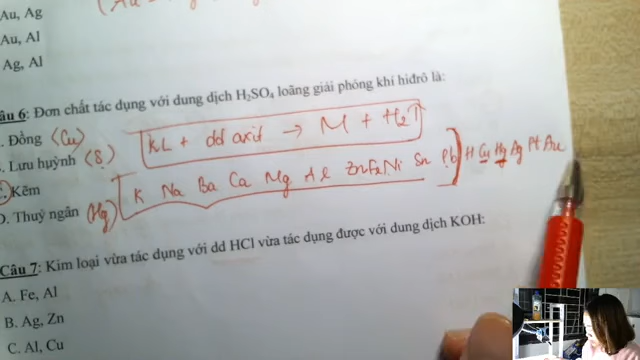 Au, Ag
Au, Al
Ag, Al
âu 6: Đơn chất tác dụng với dung dịch H₂SO₄ loãng giải phóng khí hiđrô là:
. Đồng (Cu)
KL + dd axit → M + H₂↑
. Lưu huỳnh (S)
K Na Ba Ca Mg Al Zn Fe Ni Sn Pb H Cu Hg Ag Pt Au
Kẽm
D. Thuỷ ngân (Hg)
Câu 7: Kim loại vừa tác dụng với dd HCl vừa tác dụng được với dung dịch KOH:
A. Fe, Al
B. Ag, Zn
C. Al, Cu